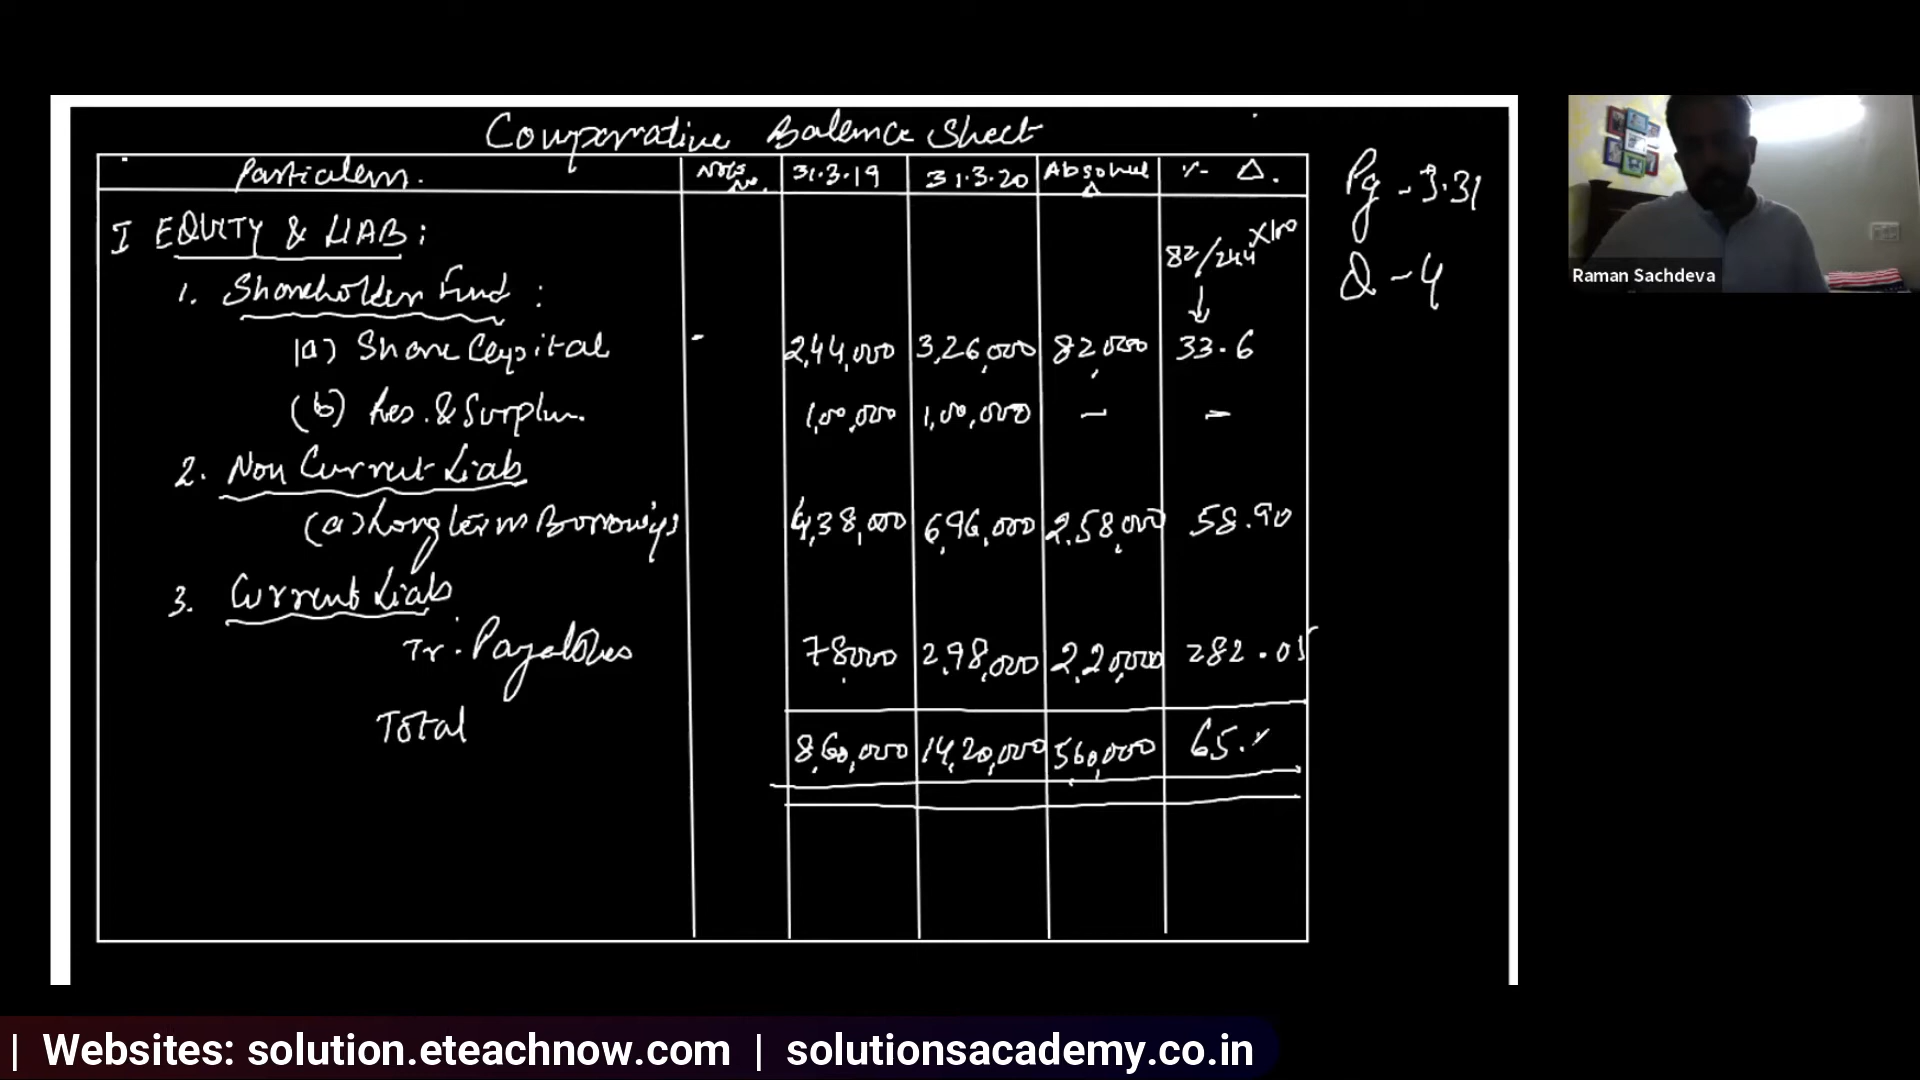 Comparative Balance Sheet
Particulars. Note No. 31.3.19 31.3.20 Absolute Δ %- Δ.
I EQUITY & LIAB:
82/244 X100
1. Shareholder Fund :
(a) Share Capital - 2,44,000 3,26,000 82,000 33.6
(b) Res. & Surplus. 1,00,000 1,00,000 — -
2. Non Current Liab
(a) Long term Borrowings 4,38,000 6,96,000 2,58,000 58.90
3. Current Liab
Tr. Payables 78000 2,98,000 2,20,000 282.05
Total 8,60,000 14,20,000 560,000 65.
Pg - 3.31
Q - 4
Raman Sachdeva
| Websites: solution.eteachnow.com | solutionsacademy.co.in